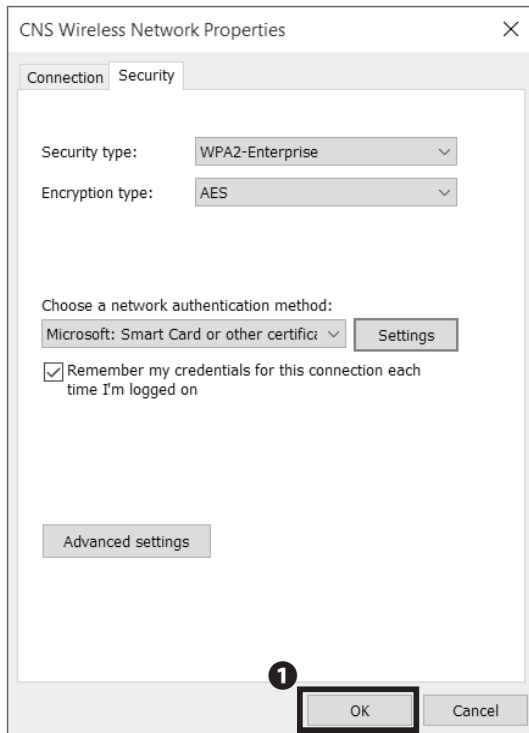 CNS Wireless Network Properties
Connection
Security
Security type:
WPA2-Enterprise
Encryption type:
AES
Choose a network authentication method:
Microsoft: Smart Card or other certifica
Settings
Remember my credentials for this connection each
time I'm logged on
Advanced settings
1
OK
Cancel